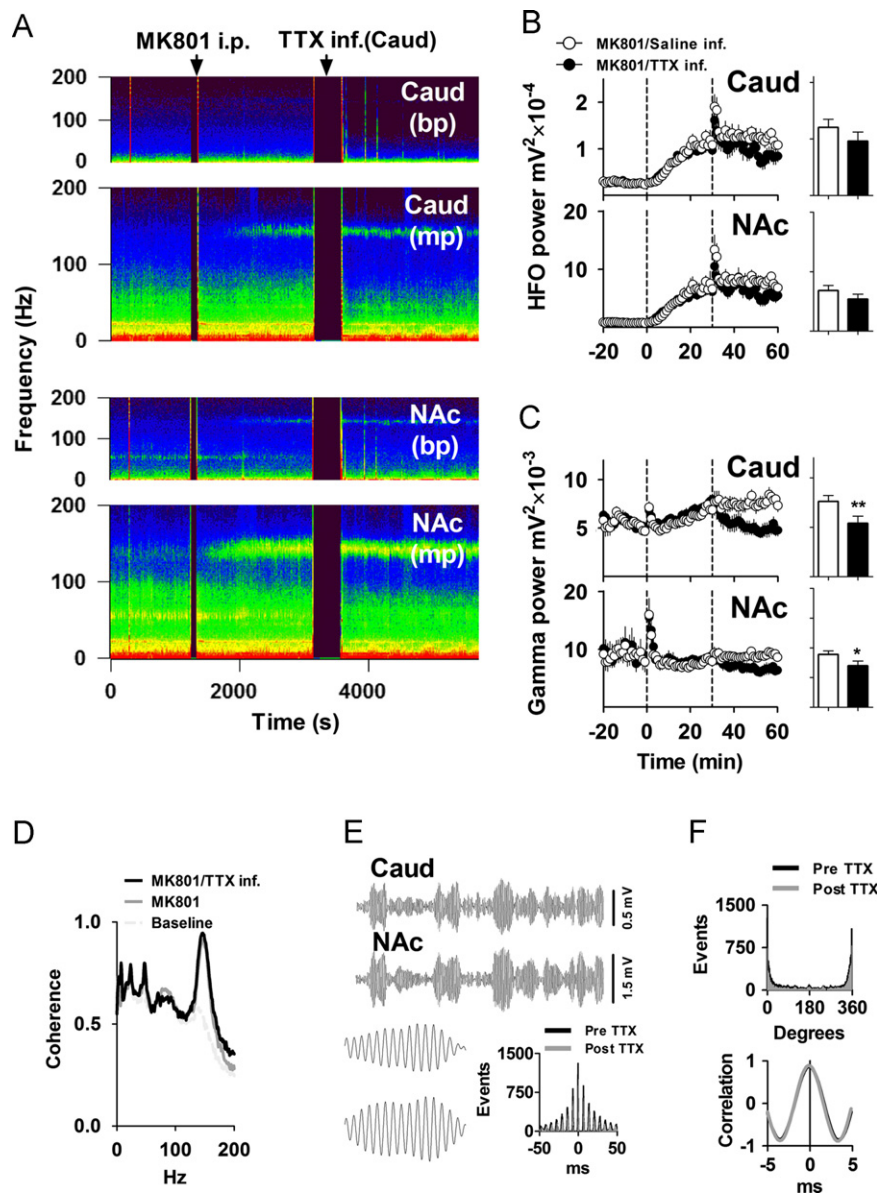 A
MK801 i.p.
TTX inf.(Caud)
200
100
0
Caud
(bp)
200
100
0
Caud
(mp)
200
100
0
NAc
(bp)
200
100
0
NAc
(mp)
Frequency (Hz)
0
2000
4000
Time (s)
B
MK801/Saline inf.
MK801/TTX inf.
Caud
2
1
NAc
20
10
HFO power mV²×10⁻⁴
-20
0
20
40
60
C
Caud
10
5
**
NAc
20
10
0
*
Gamma power mV²×10⁻³
-20
0
20
40
60
Time (min)
D
MK801/TTX inf.
MK801
Baseline
1.0
0.5
0.0
Coherence
0
100
200
Hz
E
Caud
0.5 mV
NAc
1.5 mV
Pre TTX
Post TTX
1500
750
0
Events
-50
0
50
ms
F
Pre TTX
Post TTX
1500
750
0
Events
0
180
360
Degrees
1
0
-1
Correlation
-5
0
5
ms